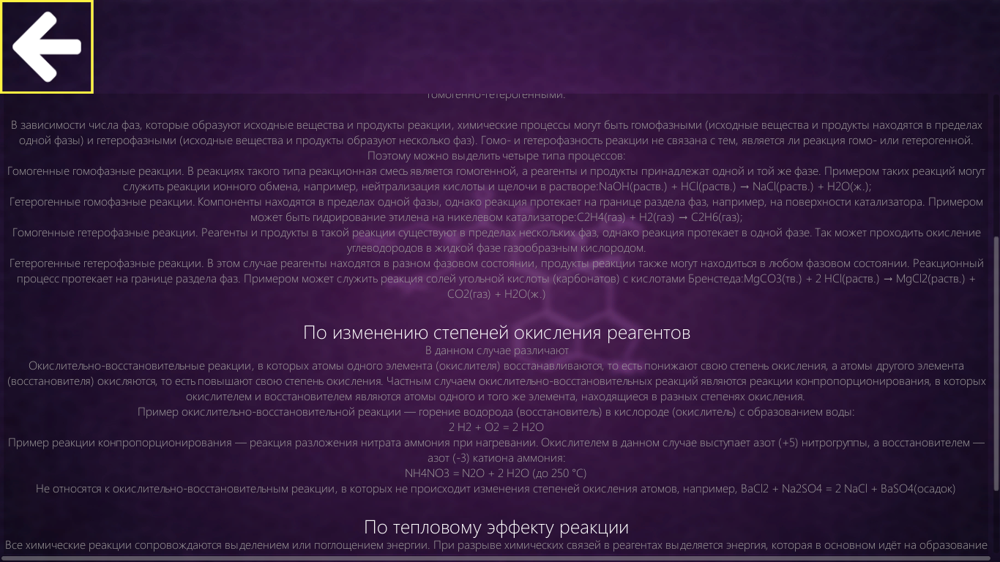 гомогенно-гетерогенными.
В зависимости числа фаз, которые образуют исходные вещества и продукты реакции, химические процессы могут быть гомофазными (исходные вещества и продукты находятся в пределах
одной фазы) и гетерофазными (исходные вещества и продукты образуют несколько фаз). Гомо- и гетерофазность реакции не связана с тем, является ли реакция гомо- или гетерогенной.
Поэтому можно выделить четыре типа процессов:
Гомогенные гомофазные реакции. В реакциях такого типа реакционная смесь является гомогенной, а реагенты и продукты принадлежат одной и той же фазе. Примером таких реакций могут
служить реакции ионного обмена, например, нейтрализация кислоты и щелочи в растворе:NaOH(раств.) + HCl(раств.) → NaCl(раств.) + H2O(ж.);
Гетерогенные гомофазные реакции. Компоненты находятся в пределах одной фазы, однако реакция протекает на границе раздела фаз, например, на поверхности катализатора. Примером
может быть гидрирование этилена на никелевом катализаторе:C2H4(газ) + H2(газ) → C2H6(газ);
Гомогенные гетерофазные реакции. Реагенты и продукты в такой реакции существуют в пределах нескольких фаз, однако реакция протекает в одной фазе. Так может проходить окисление
углеводородов в жидкой фазе газообразным кислородом.
Гетерогенные гетерофазные реакции. В этом случае реагенты находятся в разном фазовом состоянии, продукты реакции также могут находиться в любом фазовом состоянии. Реакционный
процесс протекает на границе раздела фаз. Примером может служить реакция солей угольной кислоты (карбонатов) с кислотами Бренстеда:MgCO3(тв.) + 2 HCl(раств.) → MgCl2(раств.) +
CO2(газ) + H2O(ж.)
По изменению степеней окисления реагентов
В данном случае различают
Окислительно-восстановительные реакции, в которых атомы одного элемента (окислителя) восстанавливаются, то есть понижают свою степень окисления, а атомы другого элемента
(восстановителя) окисляются, то есть повышают свою степень окисления. Частным случаем окислительно-восстановительных реакций являются реакции конпропорционирования, в которых
окислителем и восстановителем являются атомы одного и того же элемента, находящиеся в разных степенях окисления.
Пример окислительно-восстановительной реакции — горение водорода (восстановитель) в кислороде (окислитель) с образованием воды:
2 H2 + O2 = 2 H2O
Пример реакции конпропорционирования — реакция разложения нитрата аммония при нагревании. Окислителем в данном случае выступает азот (+5) нитрогруппы, а восстановителем —
азот (-3) катиона аммония:
NH4NO3 = N2O + 2 H2O (до 250 °C)
Не относятся к окислительно-восстановительным реакции, в которых не происходит изменения степеней окисления атомов, например, BaCl2 + Na2SO4 = 2 NaCl + BaSO4(осадок)
По тепловому эффекту реакции
Все химические реакции сопровождаются выделением или поглощением энергии. При разрыве химических связей в реагентах выделяется энергия, которая в основном идёт на образование